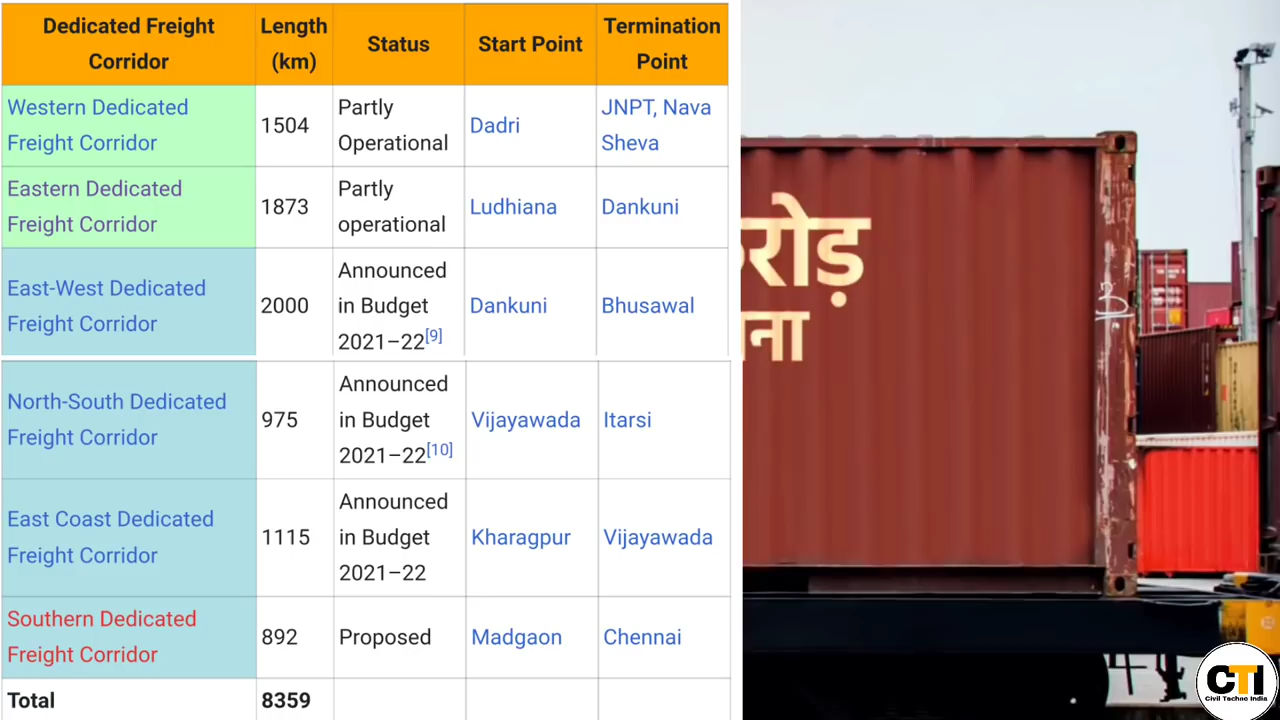 Dedicated Freight Corridor
Length (km)
Status
Start Point
Termination Point
Western Dedicated Freight Corridor
1504
Partly Operational
Dadri
JNPT, Nava Sheva
Eastern Dedicated Freight Corridor
1873
Partly operational
Ludhiana
Dankuni
East-West Dedicated Freight Corridor
2000
Announced in Budget 2021–22[9]
Dankuni
Bhusawal
North-South Dedicated Freight Corridor
975
Announced in Budget 2021–22[10]
Vijayawada
Itarsi
East Coast Dedicated Freight Corridor
1115
Announced in Budget 2021–22
Kharagpur
Vijayawada
Southern Dedicated Freight Corridor
892
Proposed
Madgaon
Chennai
Total
8359
CTI
Civil Techno India